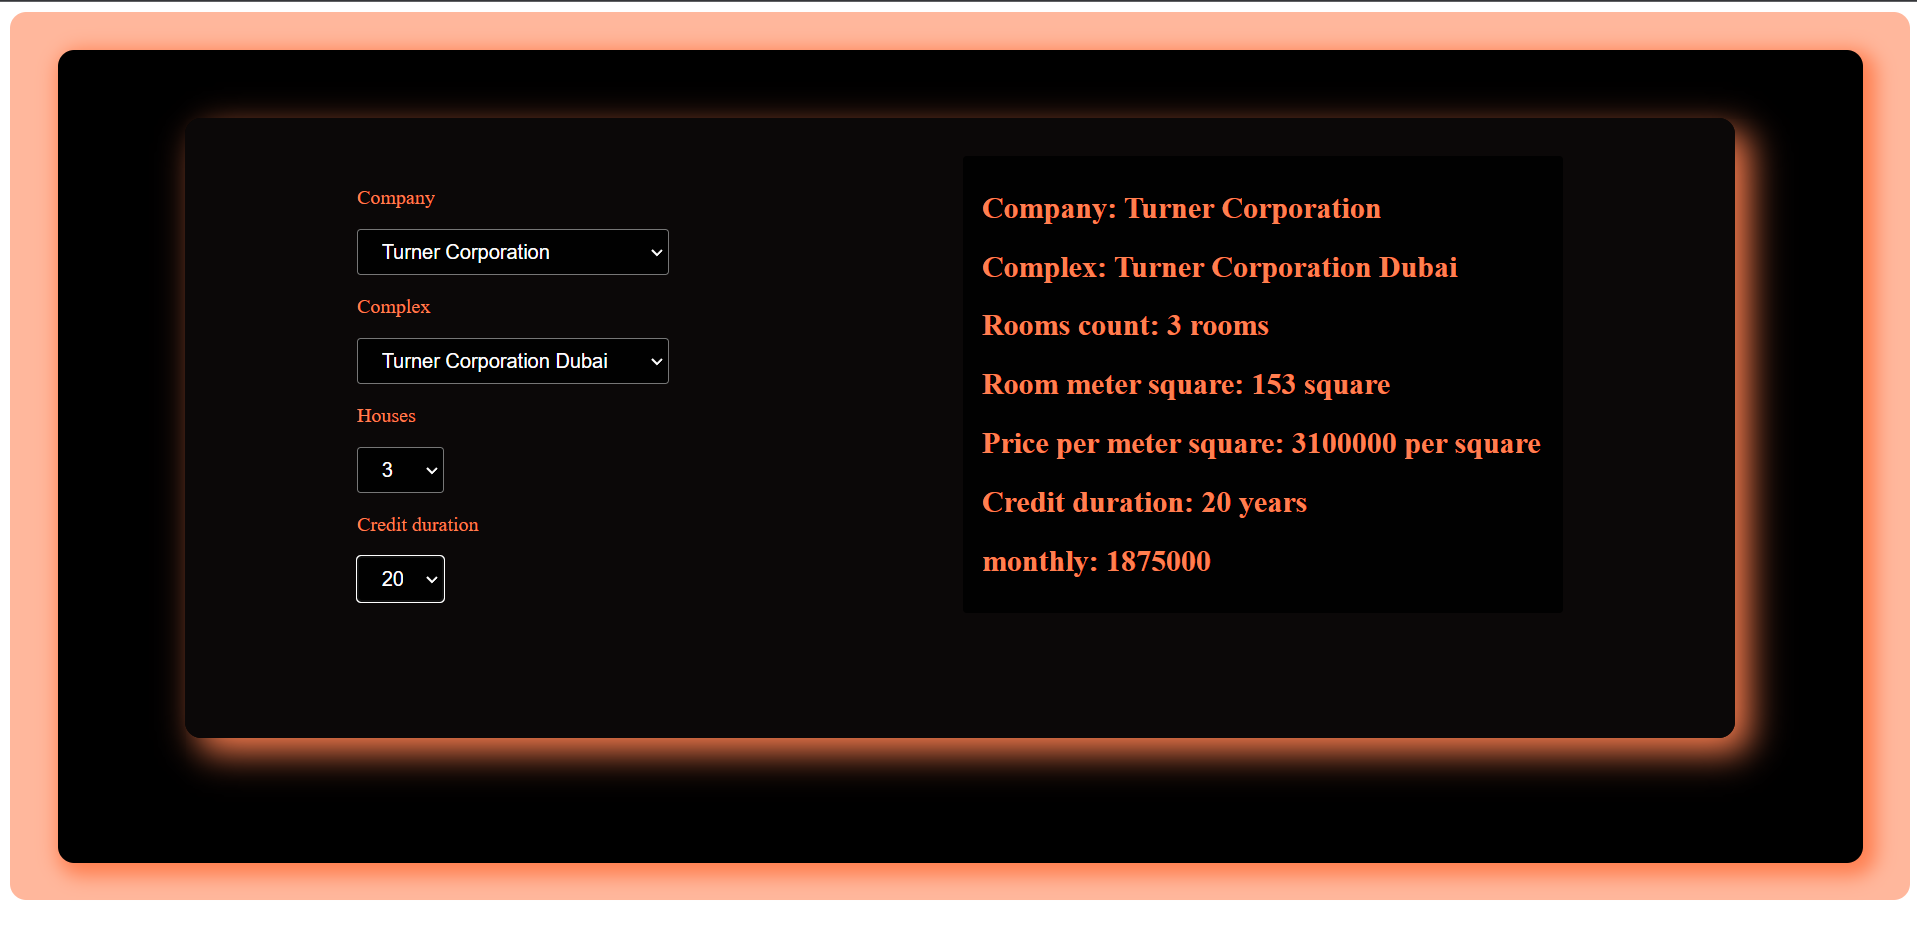 Company
Turner Corporation
Complex
Turner Corporation Dubai
Houses
3
Credit duration
20
Company: Turner Corporation
Complex: Turner Corporation Dubai
Rooms count: 3 rooms
Room meter square: 153 square
Price per meter square: 3100000 per square
Credit duration: 20 years
monthly: 1875000